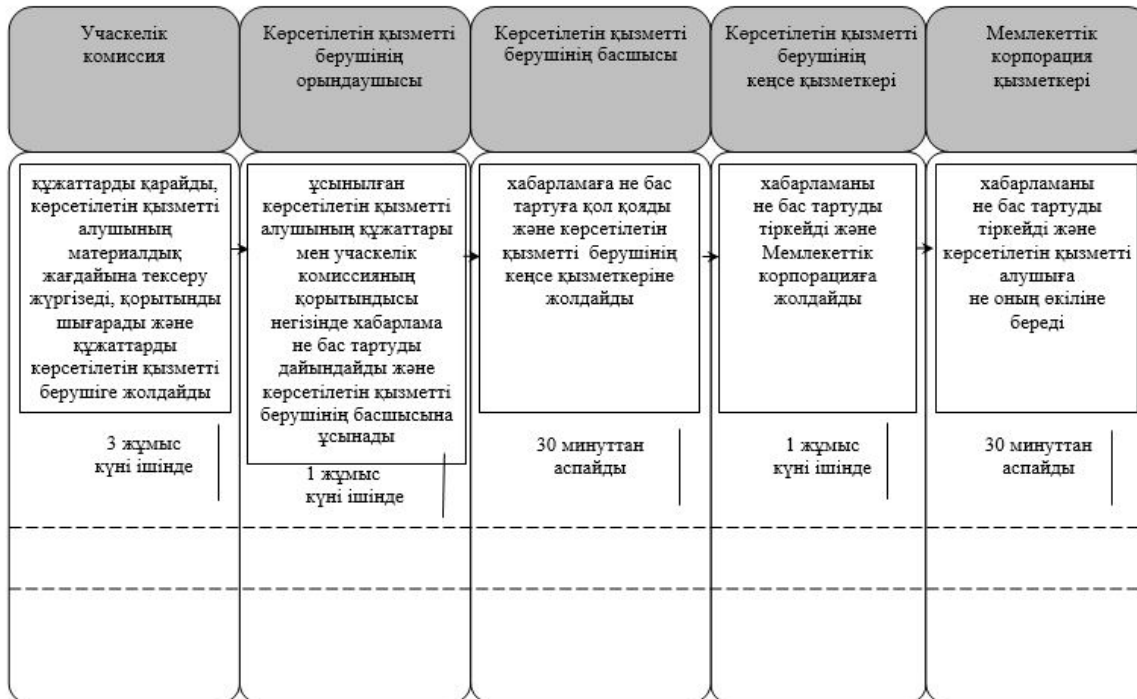 Учаскелік
комиссия
Көрсетілетін қызметті
берушінің
орындаушысы
Көрсетілетін қызметті
берушінің басшысы
Көрсетілетін қызметті
берушінің
кеңсе қызметкері
Мемлекеттік
корпорация
қызметкері
құжаттарды қарайды,
көрсетілетін қызметті
алушының
материалдық
жағдайына тексеру
жүргізеді, қорытынды
шығарады және
құжаттарды
көрсетілетін қызметті
берушіге жолдайды
3 жұмыс
күні ішінде
ұсынылған
көрсетілетін қызметті
алушының құжаттары
мен учаскелік
комиссияның
қорытындысы
негізінде хабарлама
не бас тартуды
дайындайды және
көрсетілетін қызметті
берушінің басшысына
ұсынады
1 жұмыс
күні ішінде
хабарламаға не бас
тартуға қол қояды
және көрсетілетін
қызметті берушінің
кеңсе қызметкеріне
жолдайды
30 минуттан
аспайды
хабарламаны
не бас тартуды
тіркейді және
Мемлекеттік
корпорацияға
жолдайды
1 жұмыс
күні ішінде
хабарламаны
не бас тартуды
тіркейді және
көрсетілетін қызметті
алушыға
не оның өкіліне
береді
30 минуттан
аспайды